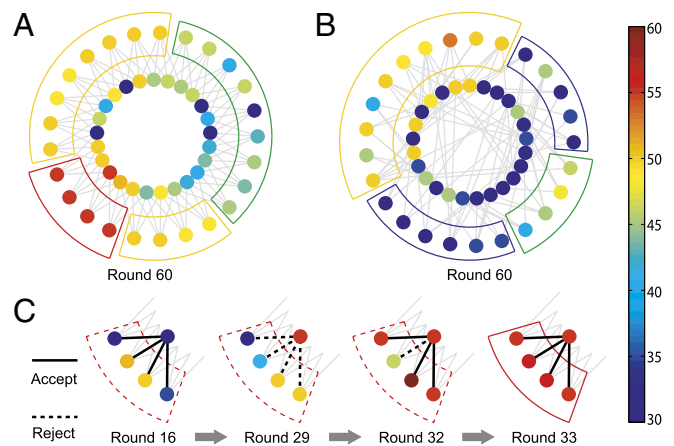 A
B
Round 60
Round 60
60
55
50
45
40
35
30
C
Accept
Reject
Round 16
Round 29
Round 32
Round 33